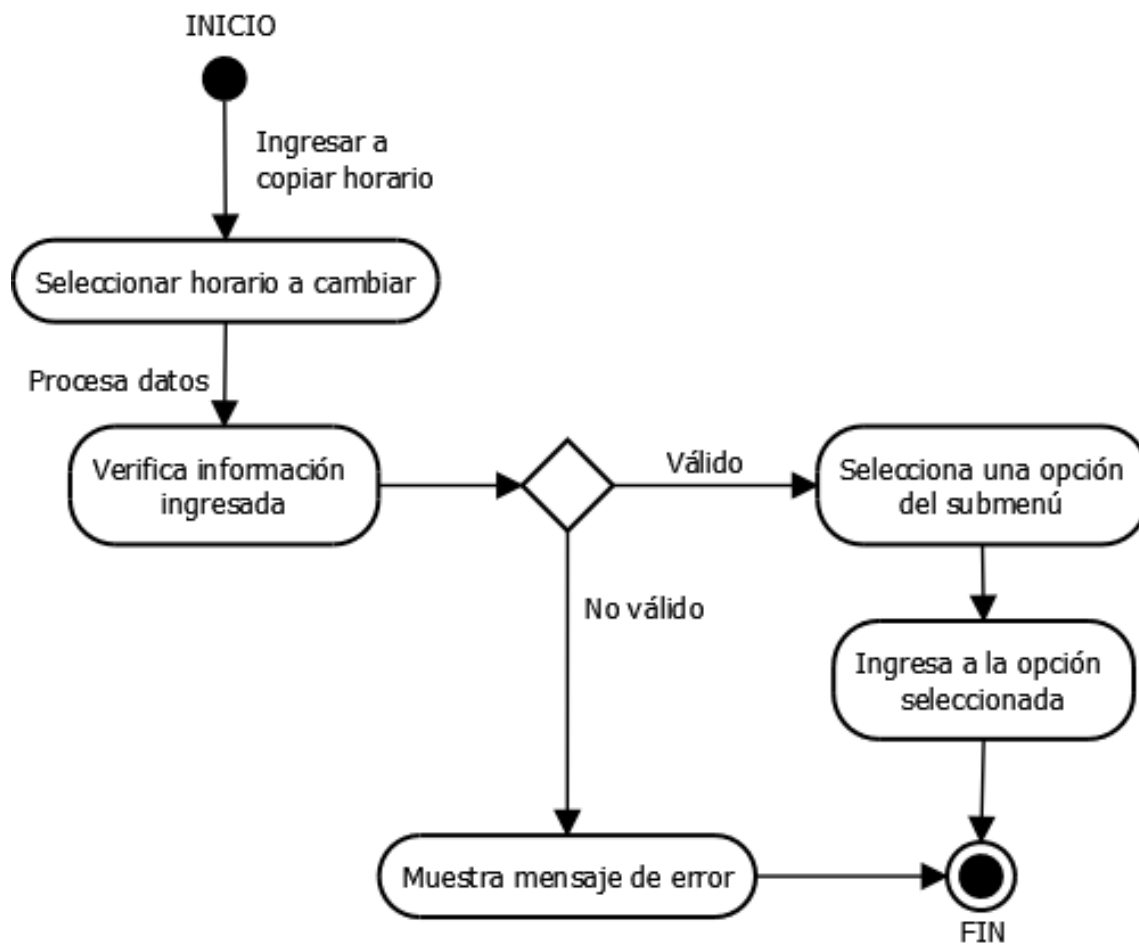 INICIO
Ingresar a
copiar horario
Seleccionar horario a cambiar
Procesa datos
Verifica información
ingresada
Válido
Selecciona una opción
del submenú
No válido
Ingresa a la opción
seleccionada
Muestra mensaje de error
FIN